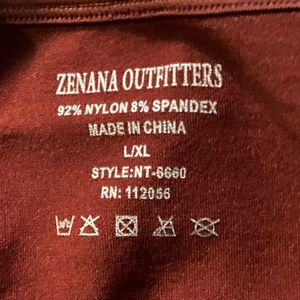 ZENANA OUTFITTERS
92% NYLON 8% SPANDEX
MADE IN CHINA
L/XL
STYLE:NT-6660
RN: 112056